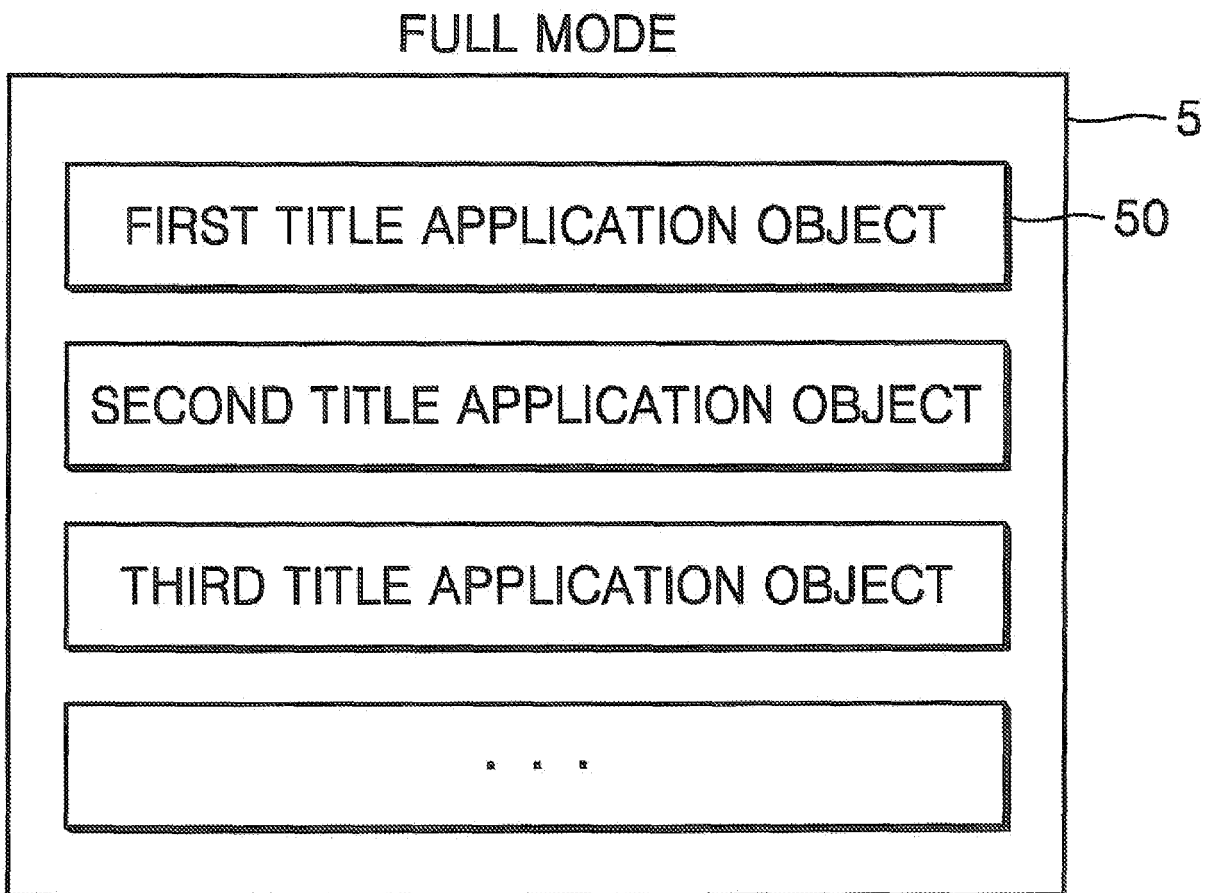 FULL MODE
5
FIRST TITLE APPLICATION OBJECT
50
SECOND TITLE APPLICATION OBJECT
THIRD TITLE APPLICATION OBJECT
. . .